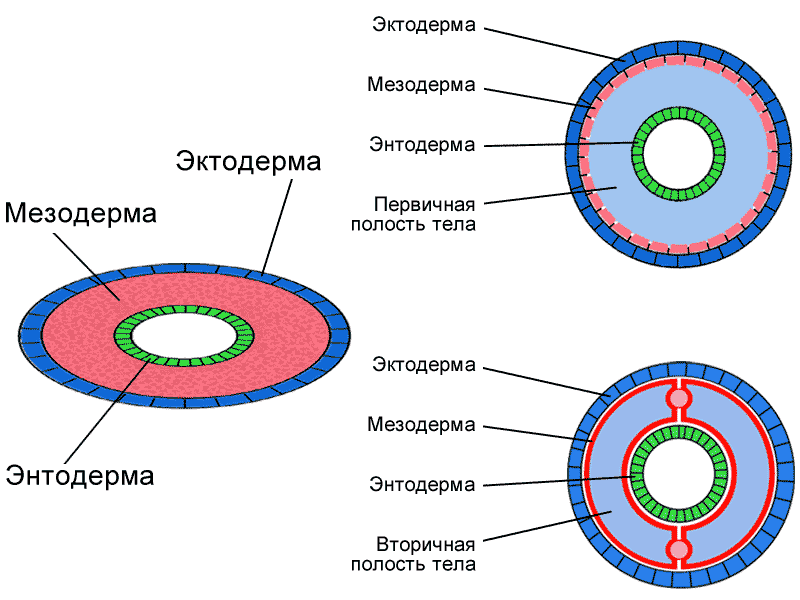 Эктодерма
Мезодерма
Энтодерма
Эктодерма
Мезодерма
Энтодерма
Первичная
полость тела
Эктодерма
Мезодерма
Энтодерма
Вторичная
полость тела